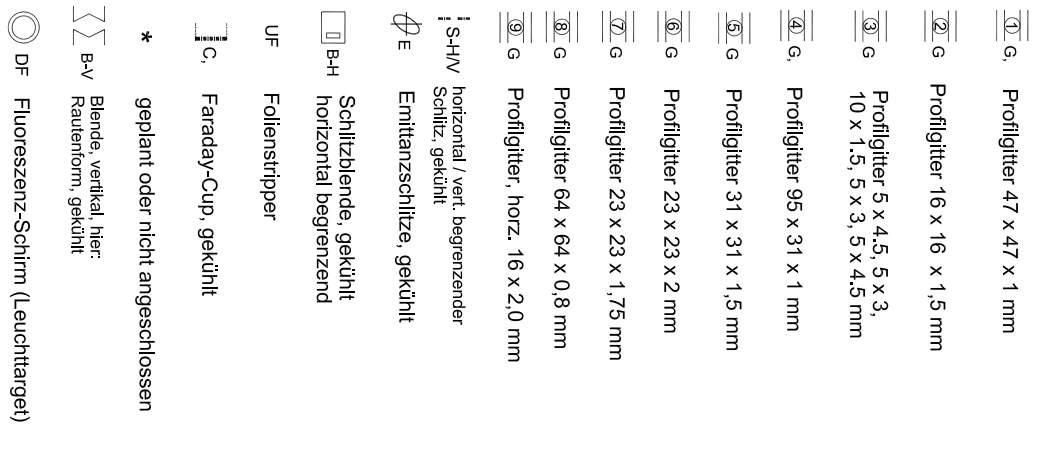 ① G, Profilgitter 47 x 47 x 1 mm
② G Profilgitter 16 x 16 x 1,5 mm
③ G Profilgitter 5 x 4.5, 5 x 3,
10 x 1.5, 5 x 3, 5 x 4.5 mm
④ G, Profilgitter 95 x 31 x 1 mm
⑤ G Profilgitter 31 x 31 x 1,5 mm
⑥ G Profilgitter 23 x 23 x 2 mm
⑦ G Profilgitter 23 x 23 x 1,75 mm
⑧ G Profilgitter 64 x 64 x 0,8 mm
⑨ G Profilgitter, horz. 16 x 2,0 mm
S-H/V horizontal / vert. begrenzender
Schlitz, gekühlt
E Emittanzschlitze, gekühlt
B-H Schlitzblende, gekühlt
horizontal begrenzend
UF Folienstripper
C, Faraday-Cup, gekühlt
* geplant oder nicht angeschlossen
B-V Blende, vertikal, hier:
Rautenform, gekühlt
DF Fluoreszenz-Schirm (Leuchttarget)